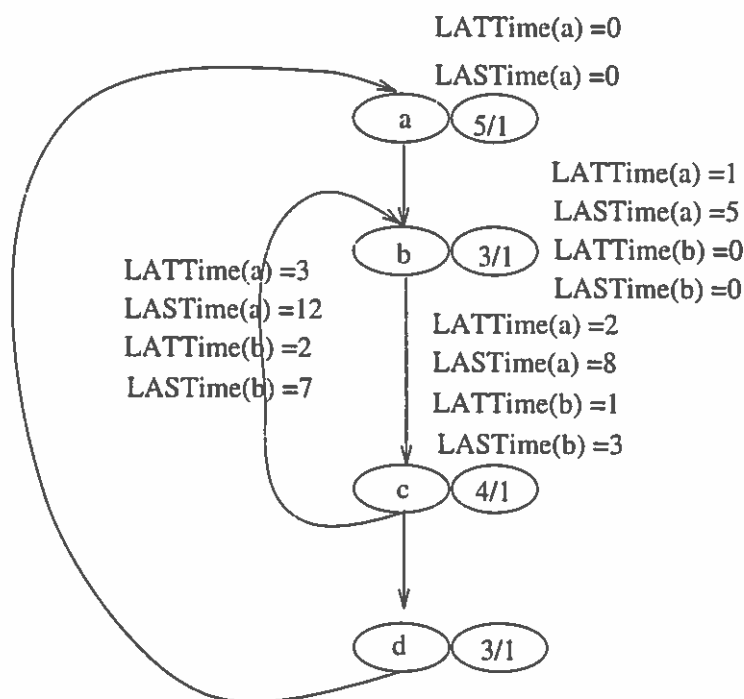 LATTime(a) =0
LASTime(a) =0
a 5/1
LATTime(a) =1
LASTime(a) =5
LATTime(b) =0
LASTime(b) =0
b 3/1
LATTime(a) =3
LASTime(a) =12
LATTime(b) =2
LASTime(b) =7
LATTime(a) =2
LASTime(a) =8
LATTime(b) =1
LASTime(b) =3
c 4/1
d 3/1